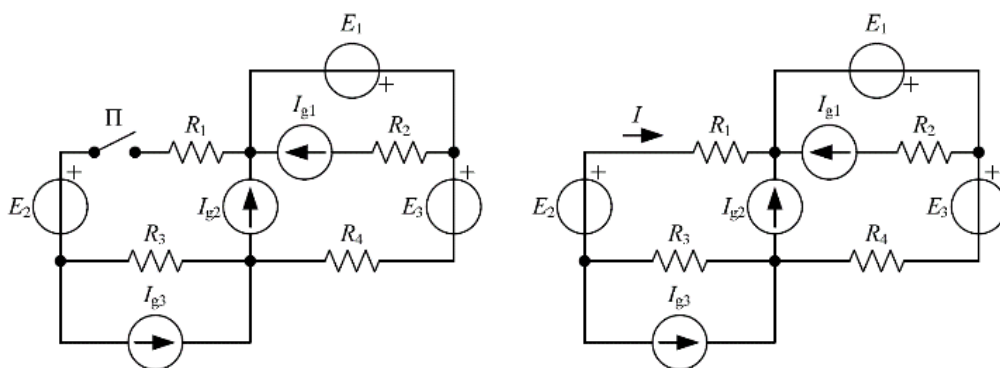 E1 E1
Π Ig1 I Ig1
R1 R2 R1 R2
+ + + +
+ +
E2 Ig2 E3 E2 Ig2 E3
R3 R4 R3 R4
Ig3 Ig3